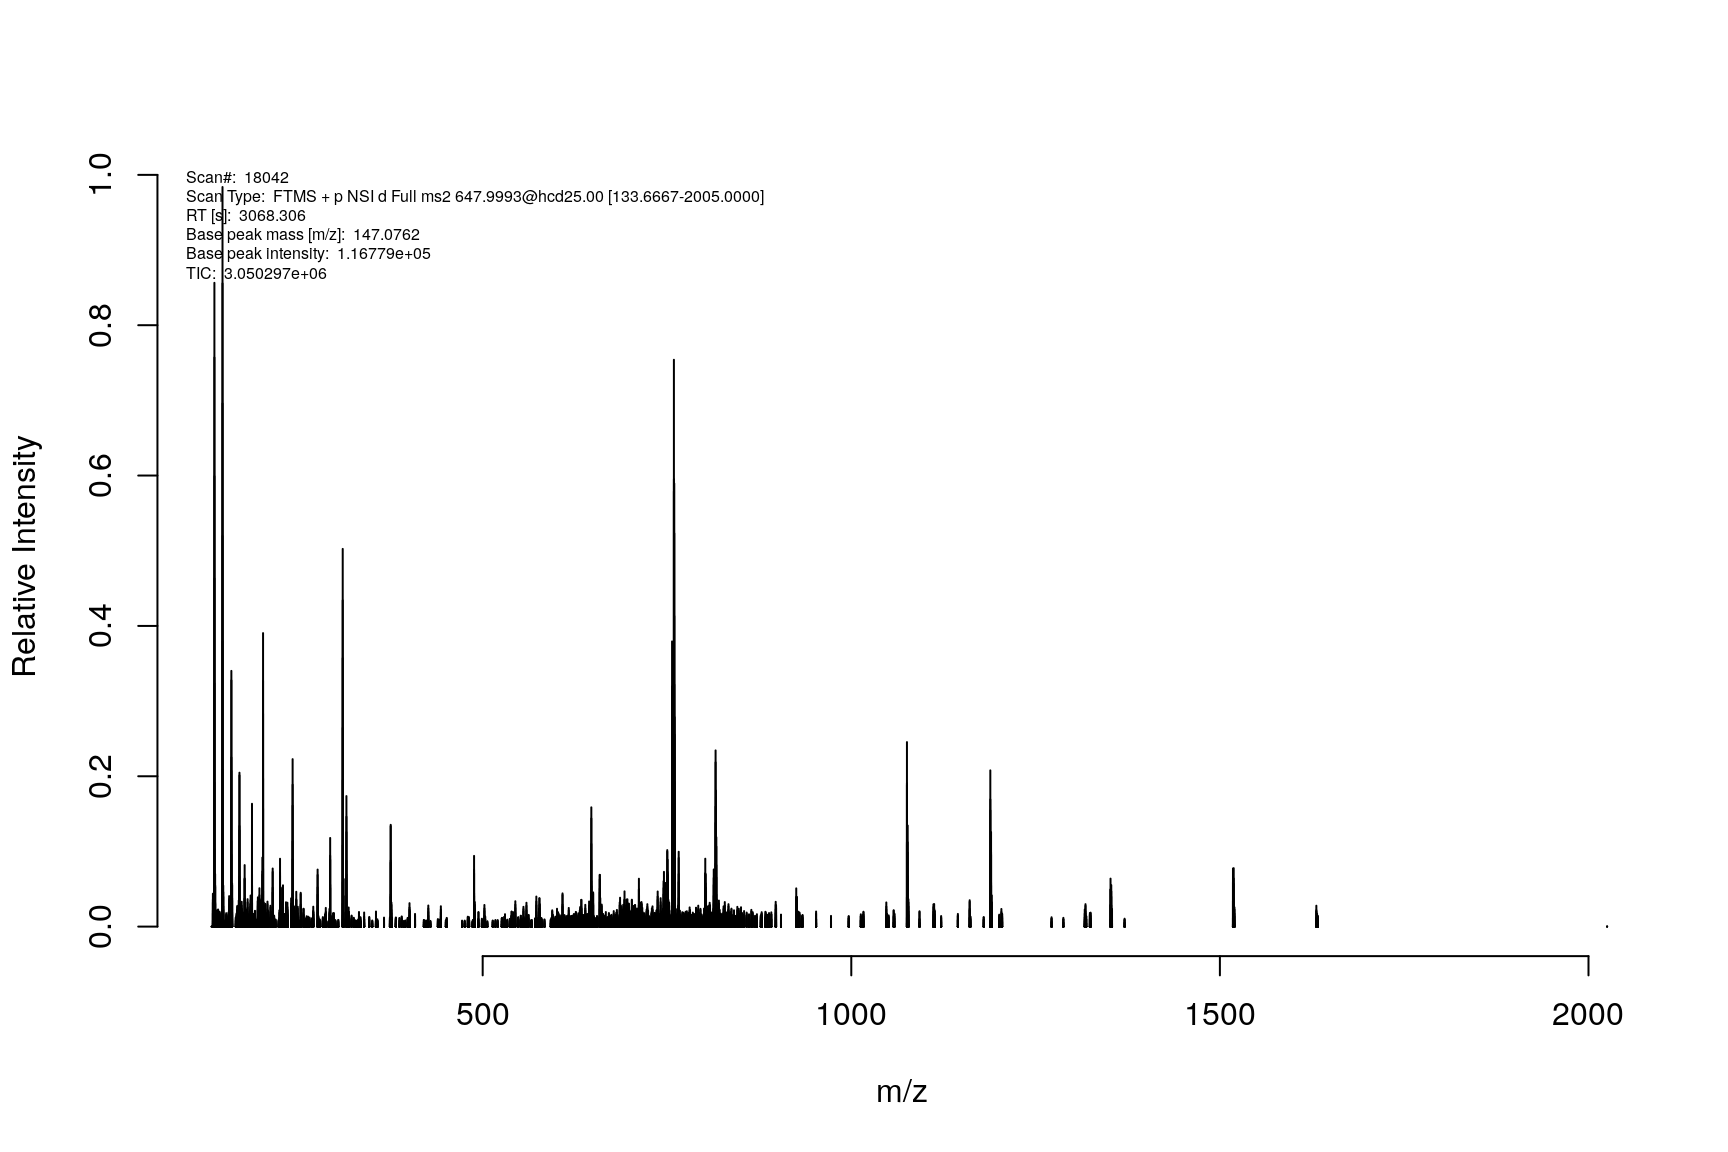 Scan#: 18042
Scan Type: FTMS + p NSI d Full ms2 647.9993@hcd25.00 [133.6667-2005.0000]
RT [s]: 3068.306
Base peak mass [m/z]: 147.0762
Base peak intensity: 1.16779e+05
TIC: 3.050297e+06
1.0
0.8
0.6
0.4
0.2
0.0
Relative Intensity
500 1000 1500 2000
m/z